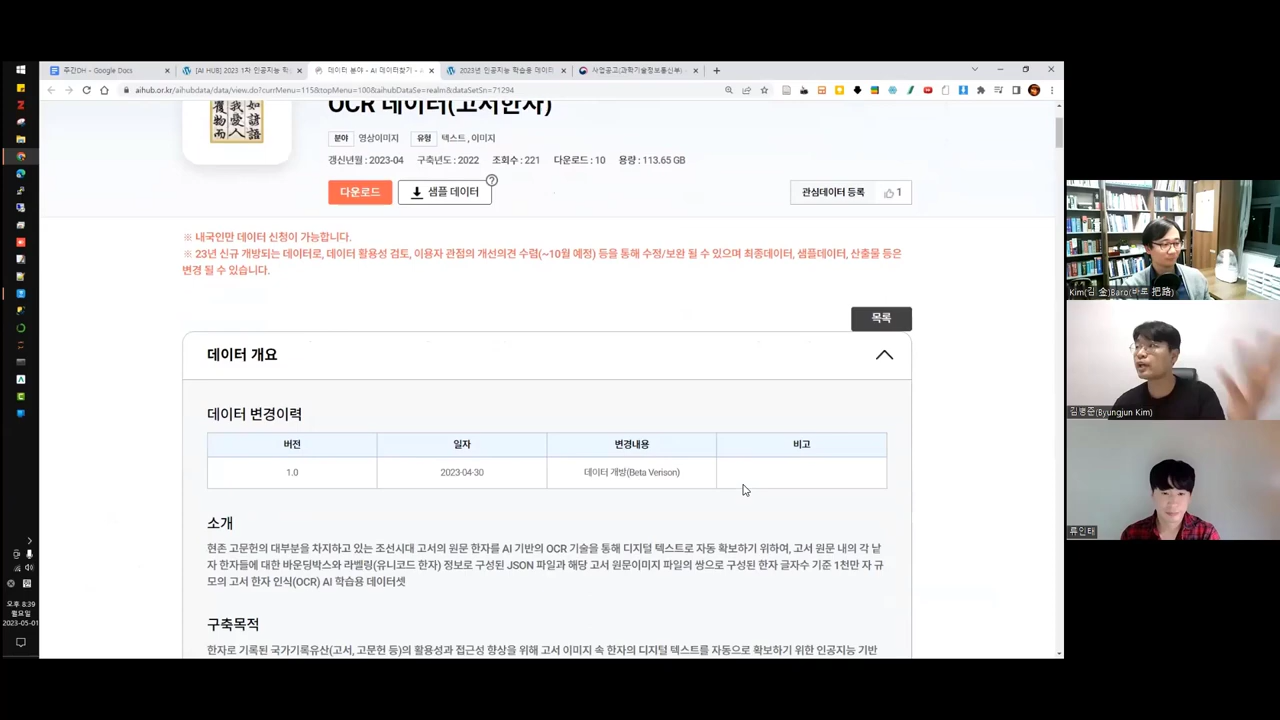 주간DH - Google Docs
[AI HUB] 2023 1차 인공지능 학
데이터 분야 - AI 데이터찾기 -
2023년 인공지능 학습용 데이터
사업공고(과학기술정보통신부)
aihub.or.kr/aihubdata/data/view.do?currMenu=115&topMenu=100&aihubDataSe=realm&dataSetSn=71294
OCR 데이터(고서한자)
분야 영상이미지 유형 텍스트 , 이미지
갱신년월 : 2023-04 구축년도 : 2022 조회수 : 221 다운로드 : 10 용량 : 113.65 GB
다운로드 샘플 데이터 ? 관심데이터 등록 1
※ 내국인만 데이터 신청이 가능합니다.
※ 23년 신규 개방되는 데이터로, 데이터 활용성 검토, 이용자 관점의 개선의견 수렴(~10월 예정) 등을 통해 수정/보완 될 수 있으며 최종데이터, 샘플데이터, 산출물 등은
변경 될 수 있습니다.
목록
데이터 개요
데이터 변경이력
버전 일자 변경내용 비고
1.0 2023-04-30 데이터 개방(Beta Verison)
소개
현존 고문헌의 대부분을 차지하고 있는 조선시대 고서의 원문 한자를 AI 기반의 OCR 기술을 통해 디지털 텍스트로 자동 확보하기 위하여, 고서 원문 내의 각 낱
자 한자들에 대한 바운딩박스와 라벨링(유니코드 한자) 정보로 구성된 JSON 파일과 해당 고서 원문이미지 파일의 쌍으로 구성된 한자 글자수 기준 1천만 자 규
모의 고서 한자 인식(OCR) AI 학습용 데이터셋
구축목적
한자로 기록된 국가기록유산(고서, 고문헌 등)의 활용성과 접근성 향상을 위해 고서 이미지 속 한자의 디지털 텍스트를 자동으로 확보하기 위한 인공지능 기반
오후 8:39
월요일
2023-05-01
Kim(김 金)Baro(바로 把路)
김병준(Byungjun Kim)
류인태